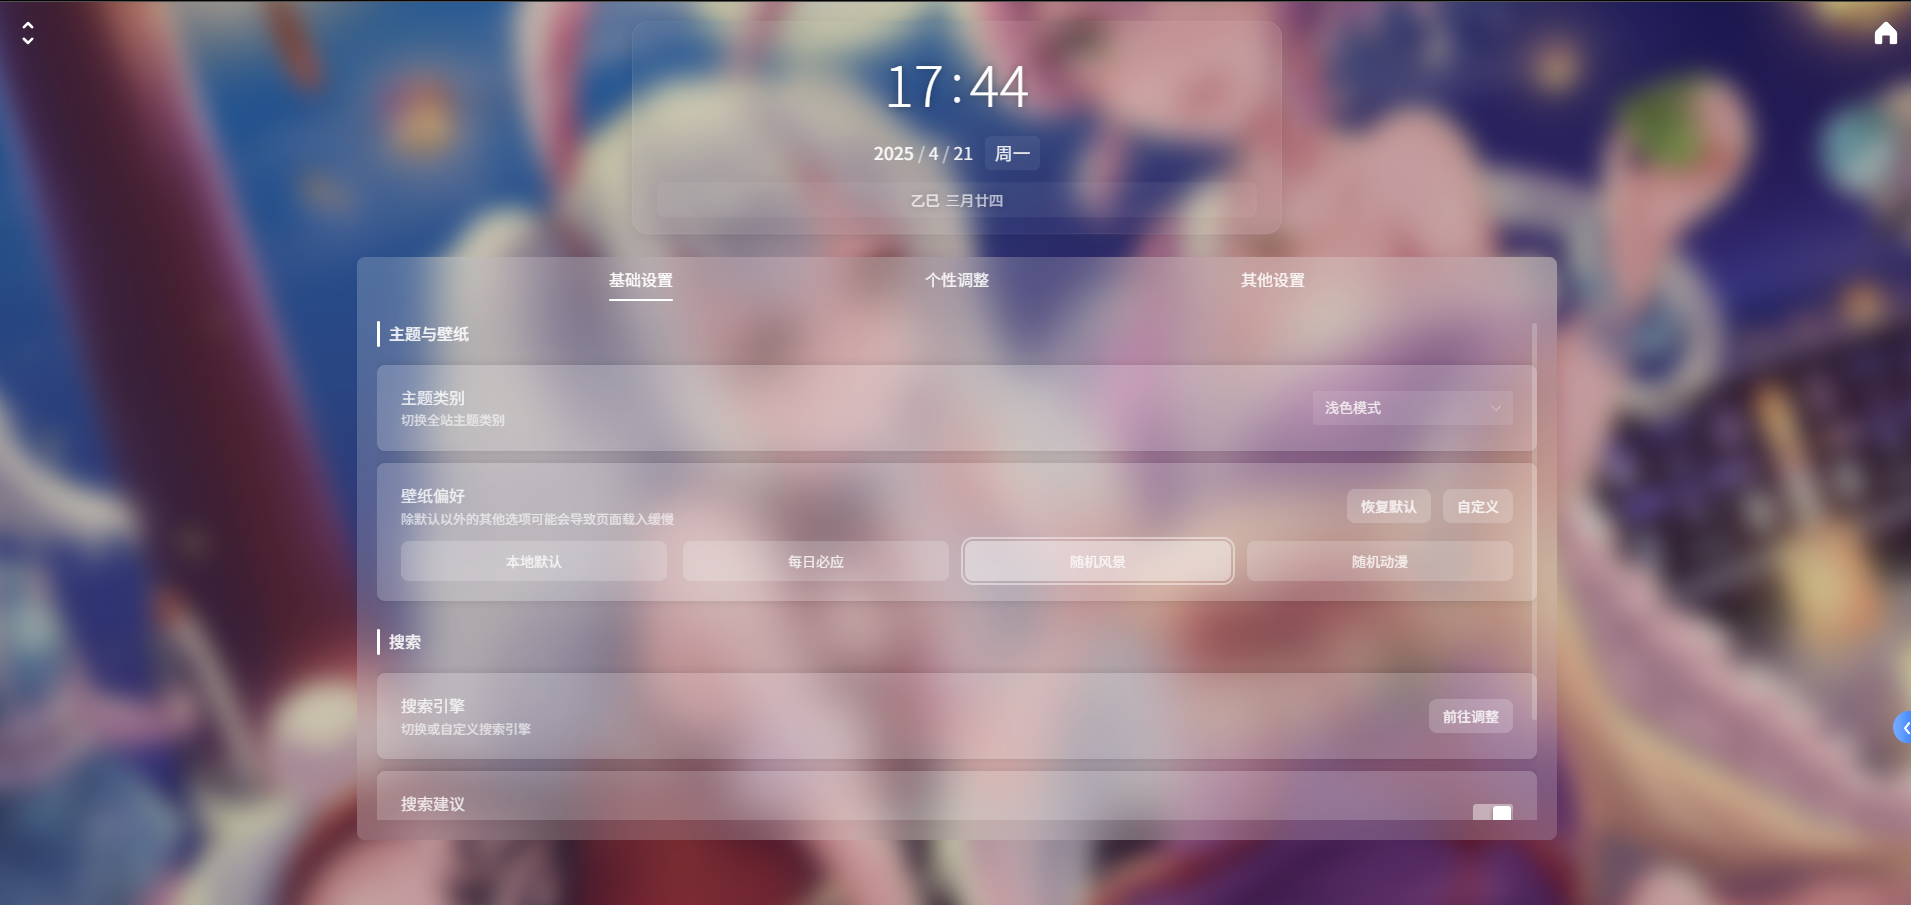 17:44
2025 / 4 / 21 周一
乙巳 三月廿四
基础设置 个性调整 其他设置
主题与壁纸
主题类别
切换全站主题类别
浅色模式
壁纸偏好
除默认以外的其他选项可能会导致页面载入缓慢
恢复默认 自定义
本地默认 每日必应 随机风景 随机动漫
搜索
搜索引擎
切换或自定义搜索引擎
前往调整
搜索建议